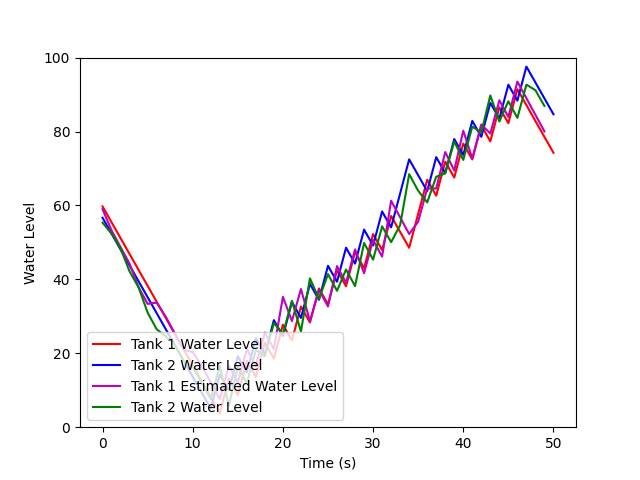 100
80
60
40
20
0
Water Level
Tank 1 Water Level
Tank 2 Water Level
Tank 1 Estimated Water Level
Tank 2 Water Level
0 10 20 30 40 50
Time (s)